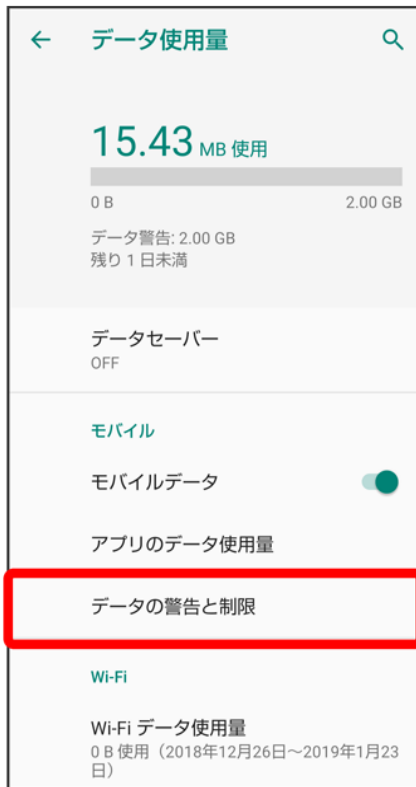 データ使用量
15.43 MB 使用
0 B 2.00 GB
データ警告: 2.00 GB
残り 1 日未満
データセーバー
OFF
モバイル
モバイルデータ
アプリのデータ使用量
データの警告と制限
Wi-Fi
Wi-Fi データ使用量
0 B 使用（2018年12月26日～2019年1月23
日）